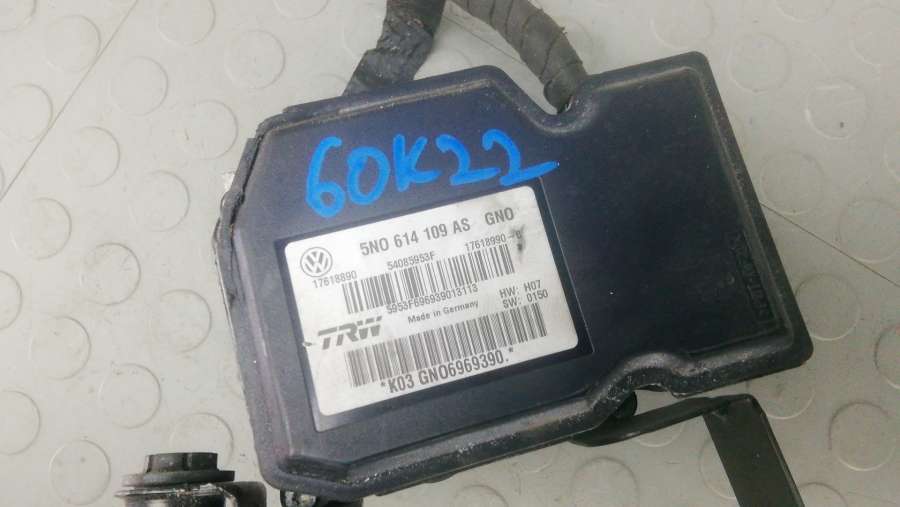 60K22
5N0 614 109 AS GNO
17618890 54085953F 17618990-0
5953F696939013113
Made in Germany
HW: H07
SW: 0150
TRW
*K03 GNO6969390.*